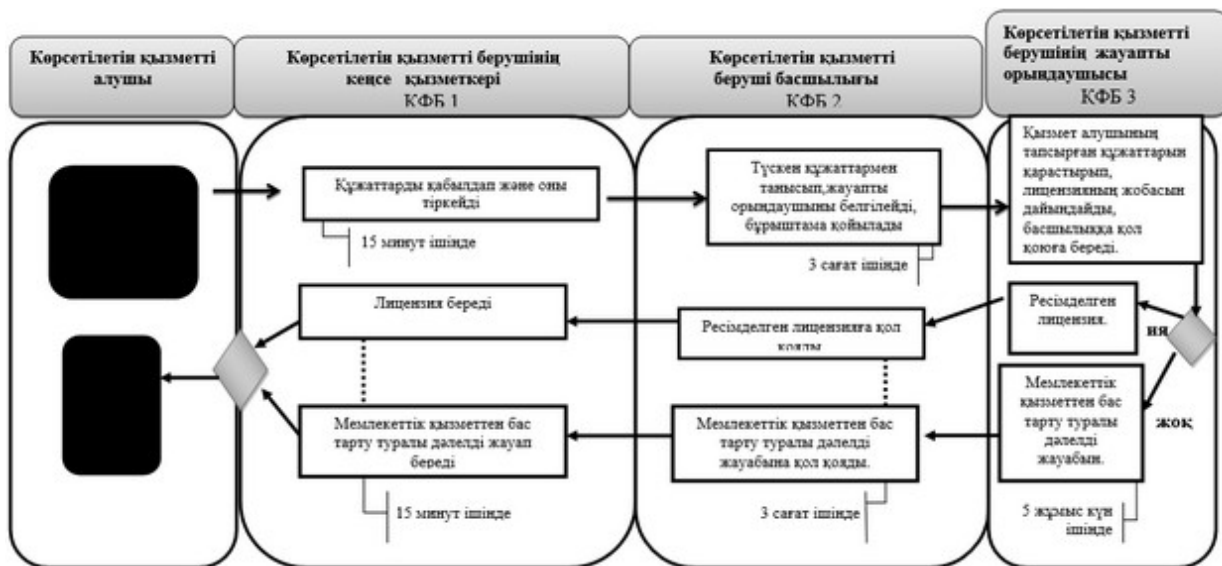 Көрсетілетін қызметті
алушы
Көрсетілетін қызметті берушінің
кеңсе қызметкері
КФБ 1
Көрсетілетін қызметті
беруші басшылығы
КФБ 2
Көрсетілетін қызметті
берушінің жауапты
орындаушысы
ҚФБ 3
Құжаттарды қабылдап және оны
тіркейді
15 минут ішінде
Түскен құжаттармен
танысып,жауапты
орындаушыны белгілейді,
бұрыштама қойылады
3 сағат ішінде
Қызмет алушының
тапсырған құжаттарын
қарастырып,
лицензияның жобасын
дайындайды,
басшылыққа қол
қоюға береді.
Лицензия береді
Ресімделген лицензияға қол
қояды
Ресімделген
лицензия.
ия
Мемлекеттік қызметтен бас
тарту туралы дәлелді жауап
береді
15 минут ішінде
Мемлекеттік қызметтен бас
тарту туралы дәлелді
жауабына қол қояды.
3 сағат ішінде
Мемлекеттік
қызметтен бас
тарту туралы
дәлелді
жауабын.
жоқ
5 жұмыс күн
ішінде